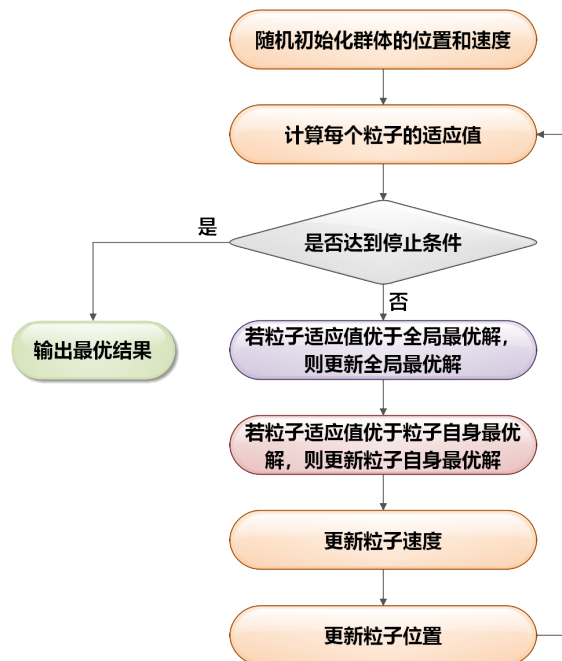 随机初始化群体的位置和速度
计算每个粒子的适应值
是否达到停止条件
是
否
输出最优结果
若粒子适应值优于全局最优解，
则更新全局最优解
若粒子适应值优于粒子自身最优
解，则更新粒子自身最优解
更新粒子速度
更新粒子位置